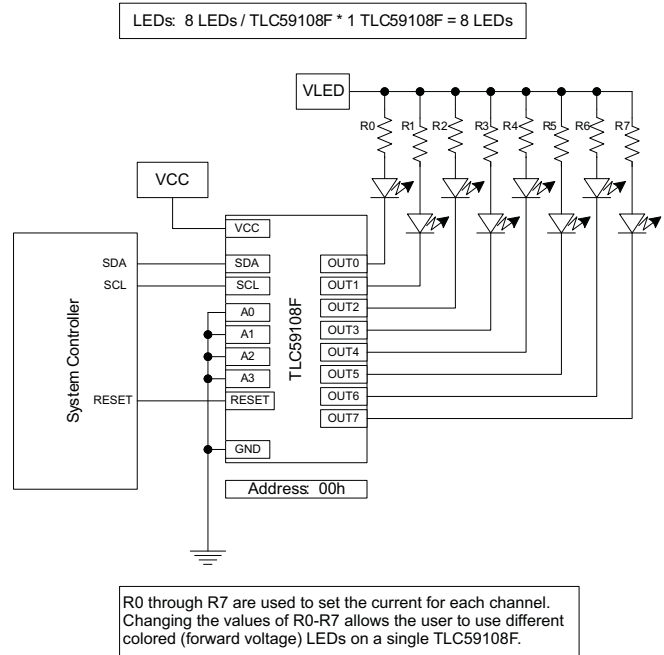 LEDs: 8 LEDs / TLC59108F * 1 TLC59108F = 8 LEDs
VLED
R0 R1 R2 R3 R4 R5 R6 R7
VCC
VCC
SDA SDA OUT0
SCL SCL OUT1
A0 OUT2
A1 OUT3
A2 OUT4
A3 OUT5
RESET RESET OUT6
OUT7
GND
System Controller
TLC59108F
Address: 00h
R0 through R7 are used to set the current for each channel.
Changing the values of R0-R7 allows the user to use different
colored (forward voltage) LEDs on a single TLC59108F.